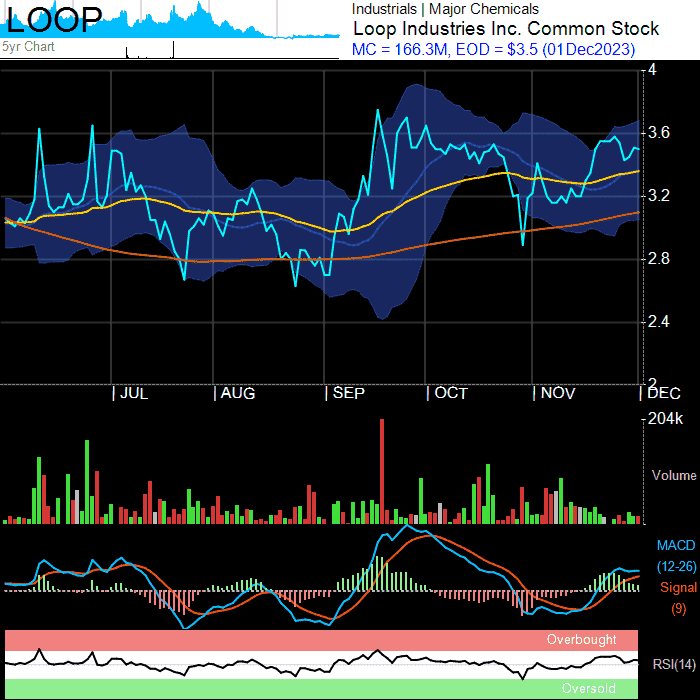 LOOP
5yr Chart
Industrials | Major Chemicals
Loop Industries Inc. Common Stock
MC = 166.3M, EOD = $3.5 (01Dec2023)
4
3.6
3.2
2.8
2.4
2
| JUL | AUG | SEP | OCT | NOV | DEC
204k
Volume
MACD
(12-26)
Signal
(9)
Overbought
RSI(14)
Oversold